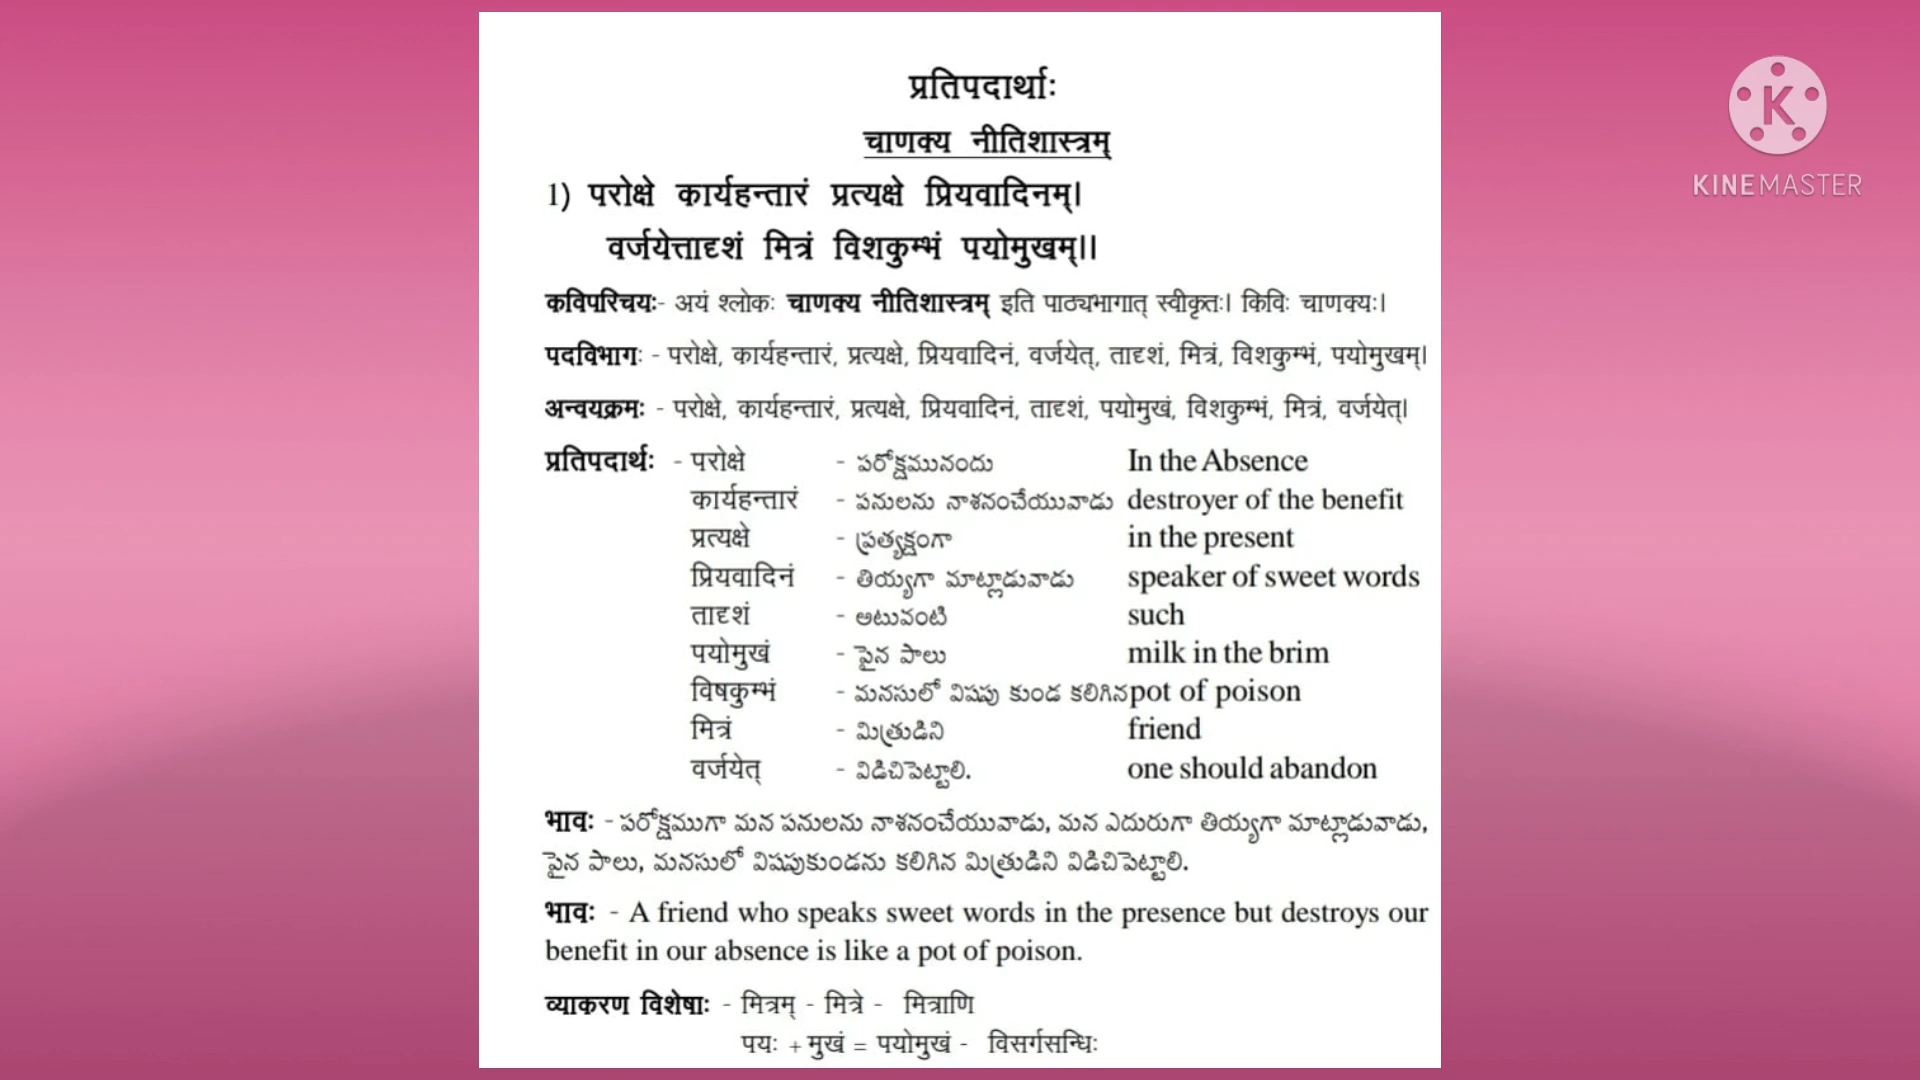 प्रतिपदार्थाः
चाणक्य नीतिशास्त्रम्
KINEMASTER
1) परोक्षे कार्यहन्तारं प्रत्यक्षे प्रियवादिनम्।
वर्जयेत्तादृशं मित्रं विशकुम्भं पयोमुखम्।।
कविपरिचयः- अयं श्लोकः चाणक्य नीतिशास्त्रम् इति पाठ्यभागात् स्वीकृतः। किविः चाणक्यः।
पदविभागः - परोक्षे, कार्यहन्तारं, प्रत्यक्षे, प्रियवादिनं, वर्जयेत्, तादृशं, मित्रं, विशकुम्भं, पयोमुखम्।
अन्वयक्रमः - परोक्षे, कार्यहन्तारं, प्रत्यक्षे, प्रियवादिनं, तादृशं, पयोमुखं, विशकुम्भं, मित्रं, वर्जयेत्।
प्रतिपदार्थः - परोक्षे - పరోక్షమునందు In the Absence
कार्यहन्तारं - పనులను నాశనంచేయువాడు destroyer of the benefit
प्रत्यक्षे - ప్రత్యక్షంగా in the present
प्रियवादिनं - తియ్యగా మాట్లాడువాడు speaker of sweet words
तादृशं - అటువంటి such
पयोमुखं - పైన పాలు milk in the brim
विषकुम्भं - మనసులో విషపు కుండ కలిగిన pot of poison
मित्रं - మిత్రుడిని friend
वर्जयेत् - విడిచిపెట్టాలి. one should abandon
भावः - పరోక్షముగా మన పనులను నాశనంచేయువాడు, మన ఎదురుగా తియ్యగా మాట్లాడువాడు,
పైన పాలు, మనసులో విషపుకుండను కలిగిన మిత్రుడిని విడిచిపెట్టాలి.
भावः - A friend who speaks sweet words in the presence but destroys our
benefit in our absence is like a pot of poison.
व्याकरण विशेषाः - मित्रम् - मित्रे - मित्राणि
पयः + मुखं = पयोमुखं - विसर्गसन्धिः